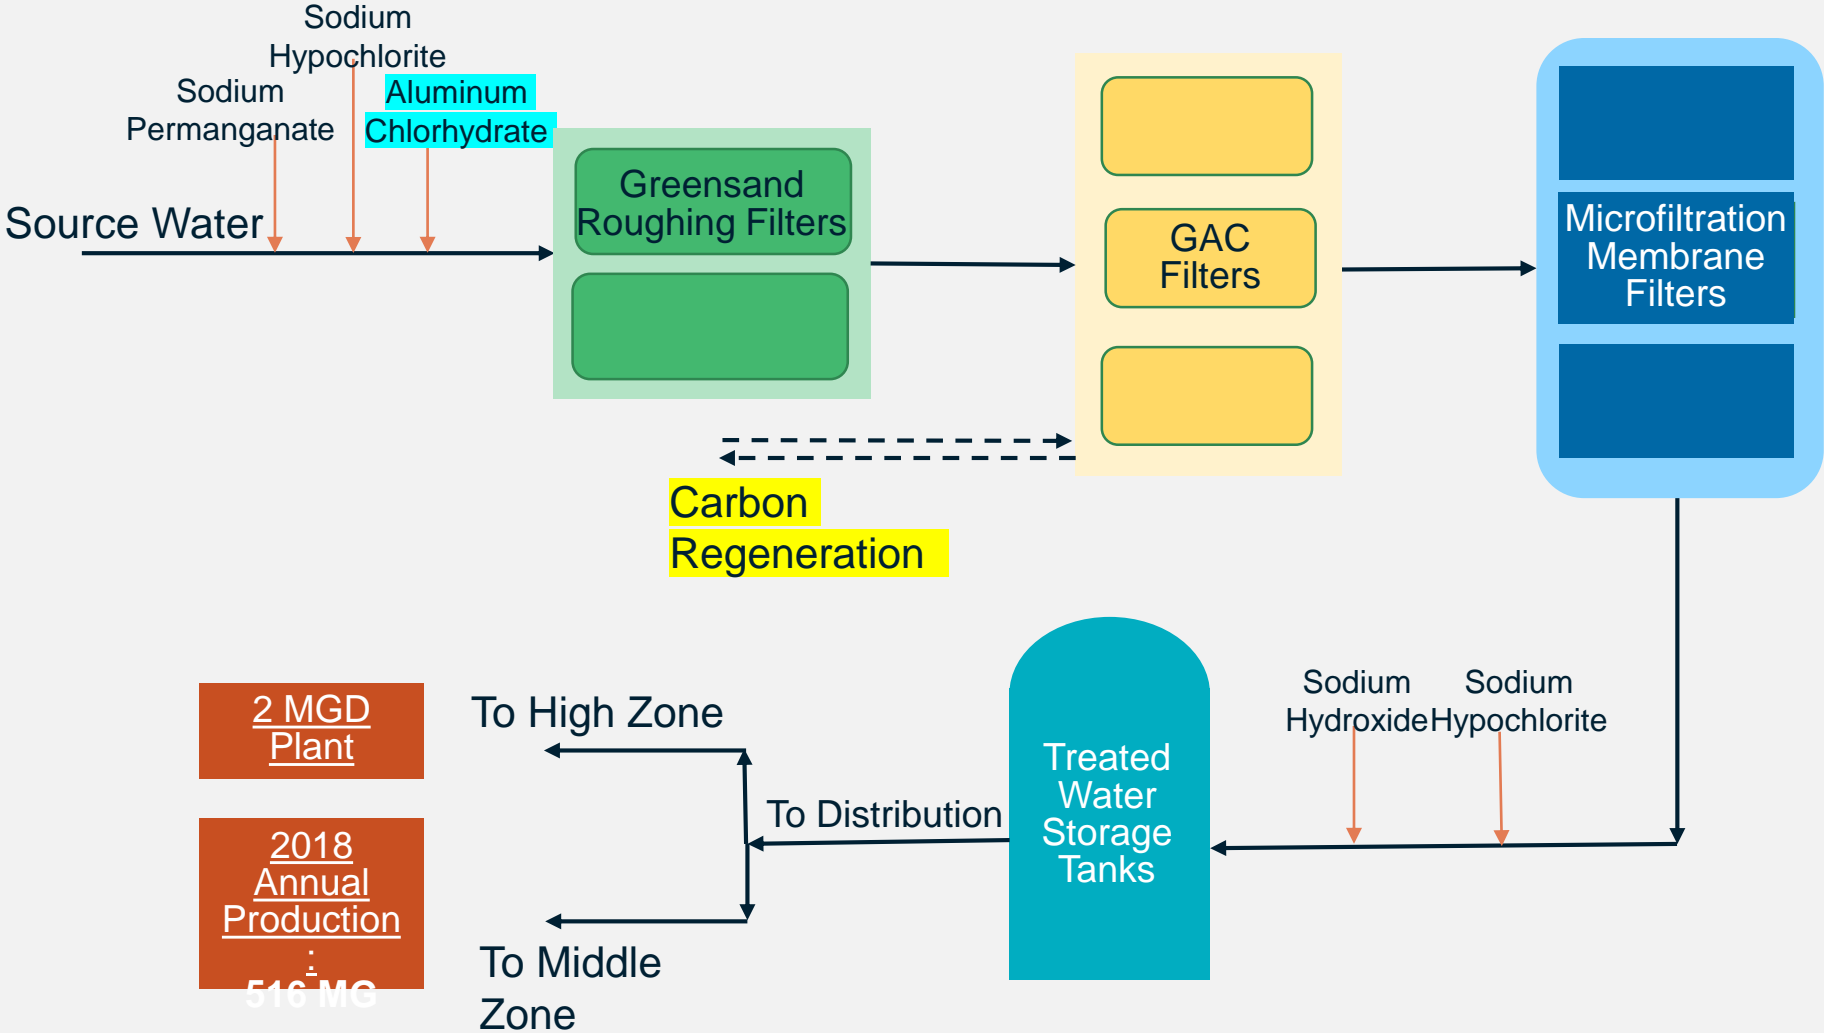 Sodium
Hypochlorite
Sodium
Permanganate
Aluminum
Chlorhydrate
Source Water
Greensand
Roughing Filters
GAC
Filters
Microfiltration
Membrane
Filters
Carbon
Regeneration
Sodium
Hydroxide
Sodium
Hypochlorite
Treated
Water
Storage
Tanks
To Distribution
To High Zone
To Middle
Zone
2 MGD
Plant
2018
Annual
Production
:
516 MG